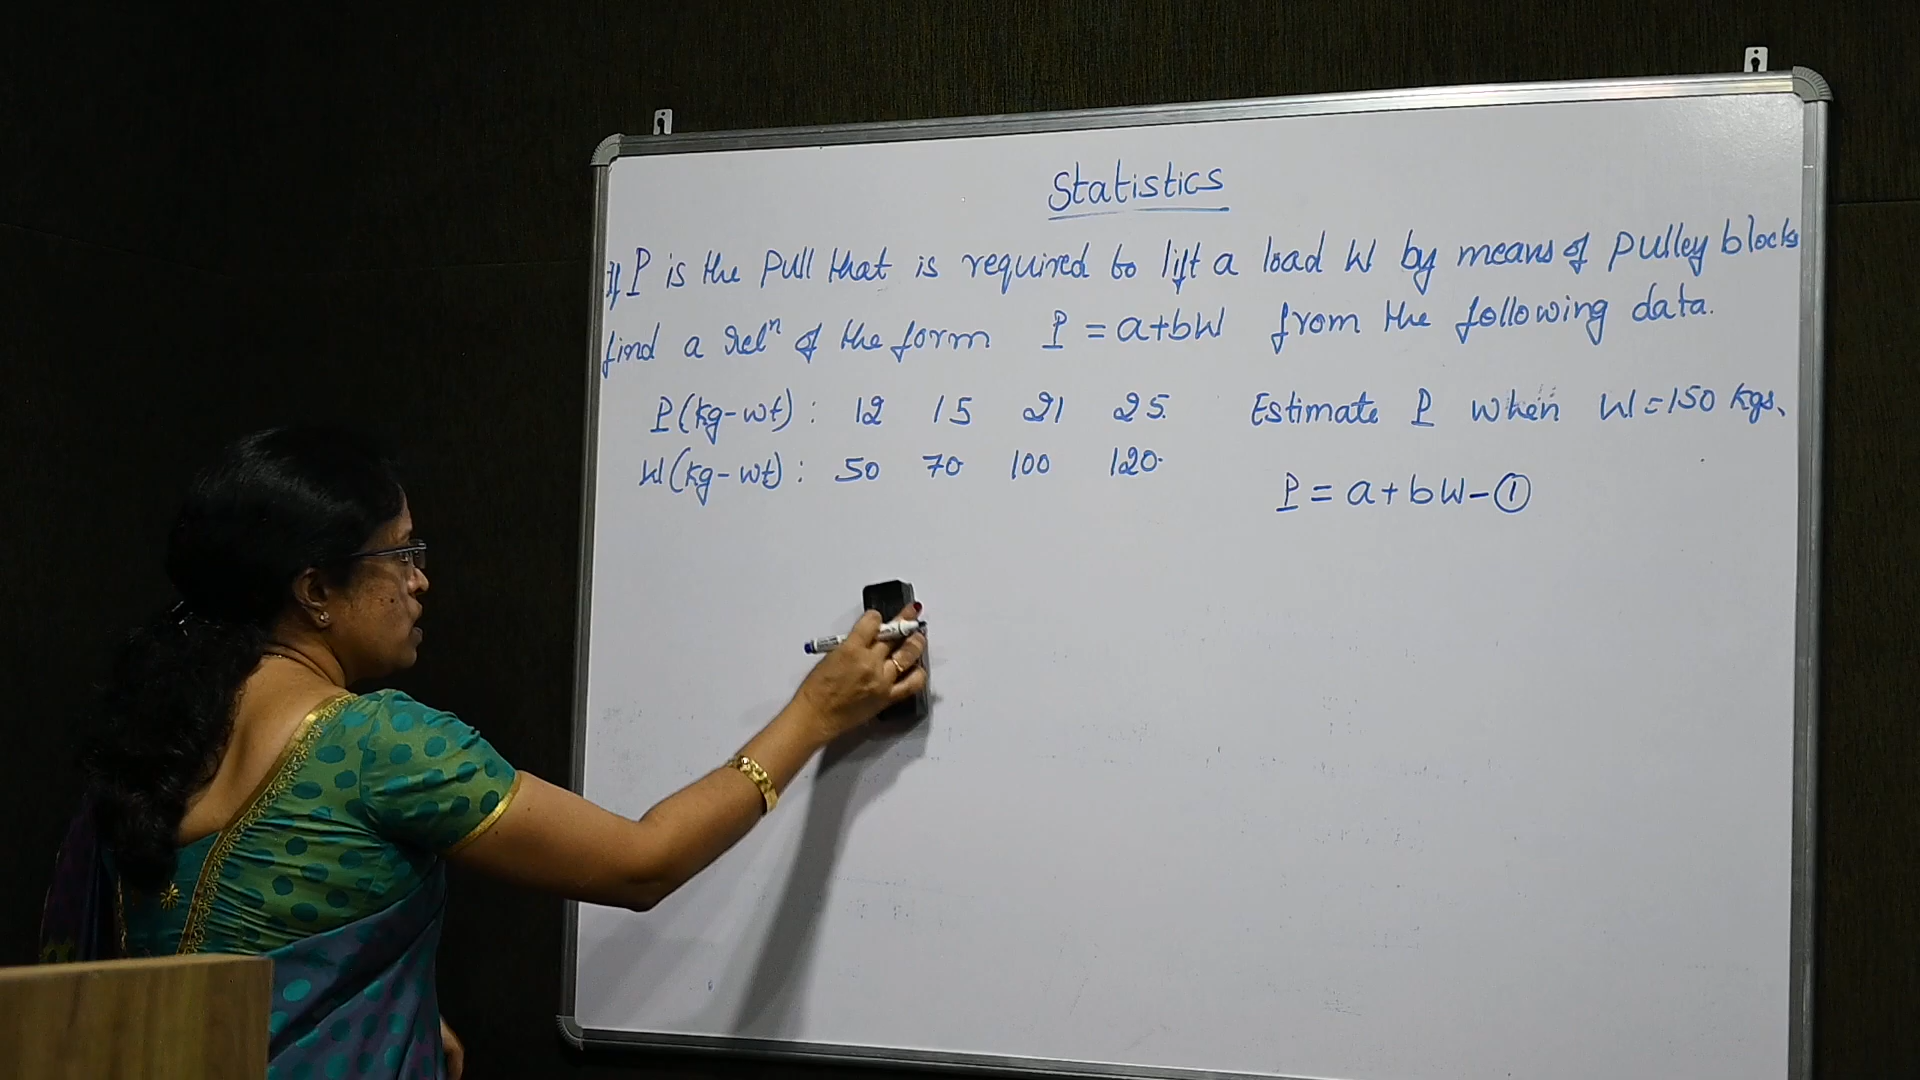 Statistics
If P is the pull that is required to lift a load W by means of pulley blocks
find a relⁿ of the form P = a+bW from the following data.
P(kg-wt) : 12 15 21 25. Estimate P when W=150 kgs.
W(kg-wt) : 50 70 100 120.
P = a+bW-①